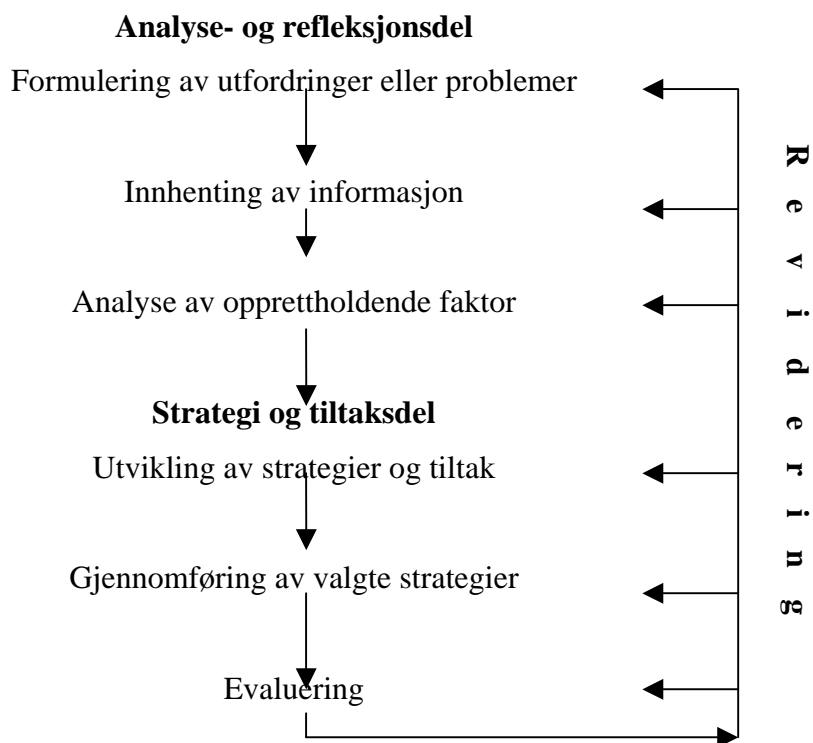 Analyse- og refleksjonsdel
Formulering av utfordringer eller problemer
Innhenting av informasjon
Analyse av opprettholdende faktor
Strategi og tiltaksdel
Utvikling av strategier og tiltak
Gjennomføring av valgte strategier
Evaluering
Revidering